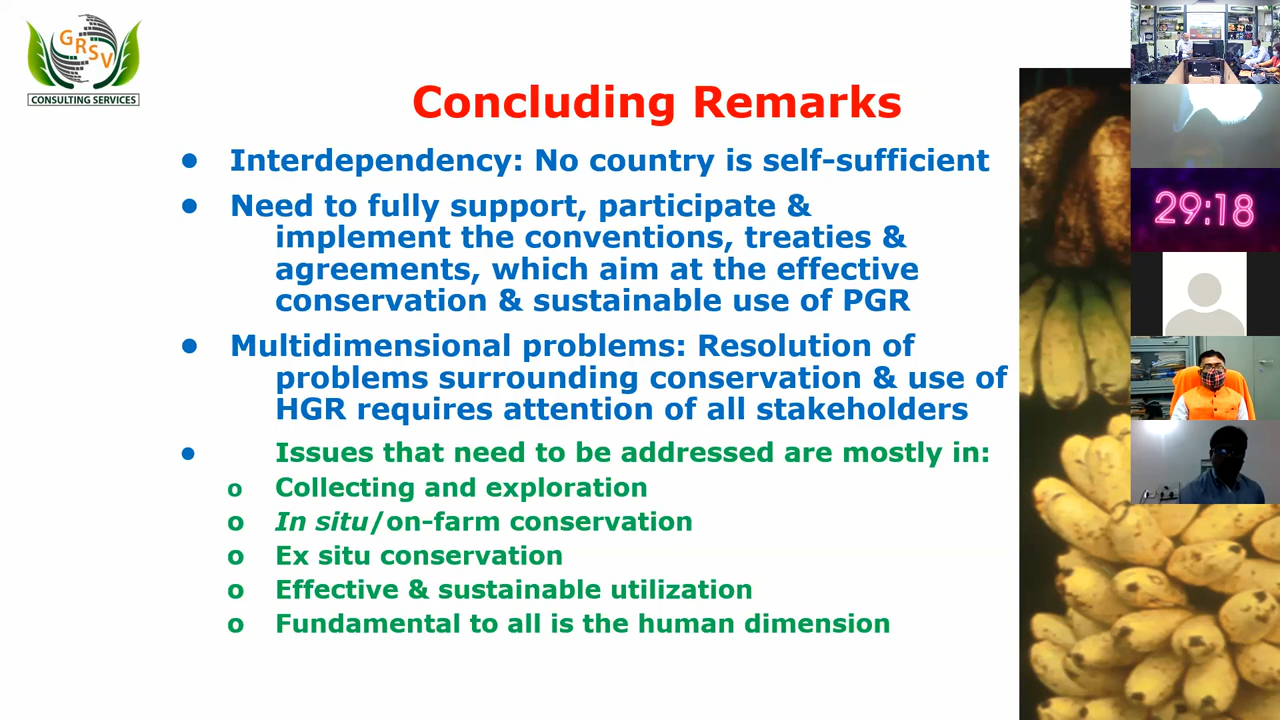 GRSV
CONSULTING SERVICES
Concluding Remarks
• Interdependency: No country is self-sufficient
• Need to fully support, participate &
implement the conventions, treaties &
agreements, which aim at the effective
conservation & sustainable use of PGR
• Multidimensional problems: Resolution of
problems surrounding conservation & use of
HGR requires attention of all stakeholders
• Issues that need to be addressed are mostly in:
o Collecting and exploration
o In situ/on-farm conservation
o Ex situ conservation
o Effective & sustainable utilization
o Fundamental to all is the human dimension
29:18